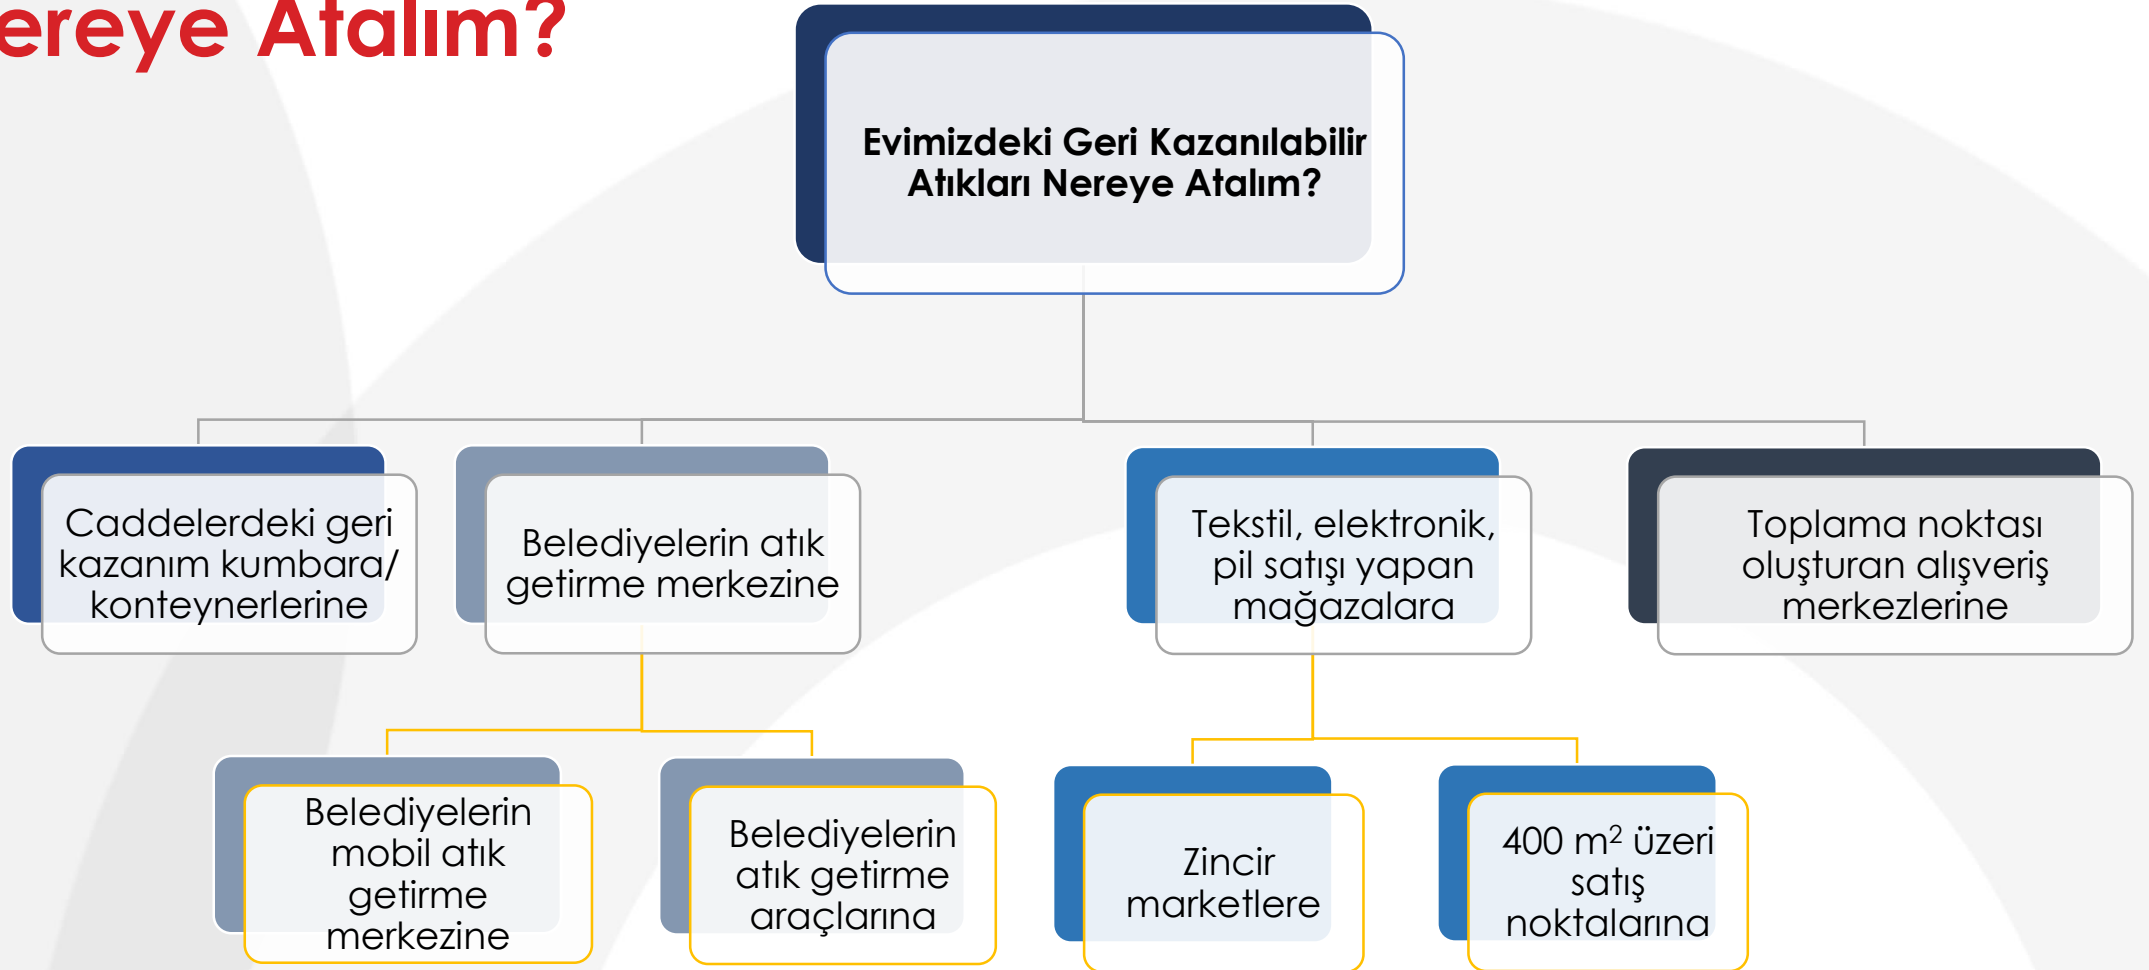 ereye Atalım?
Evimizdeki Geri Kazanılabilir
Atıkları Nereye Atalım?
Caddelerdeki geri
kazanım kumbara/
konteynerlerine
Belediyelerin atık
getirme merkezine
Tekstil, elektronik,
pil satışı yapan
mağazalara
Toplama noktası
oluşturan alışveriş
merkezlerine
Belediyelerin
mobil atık
getirme
merkezine
Belediyelerin
atık getirme
araçlarına
Zincir
marketlere
400 m² üzeri
satış
noktalarına